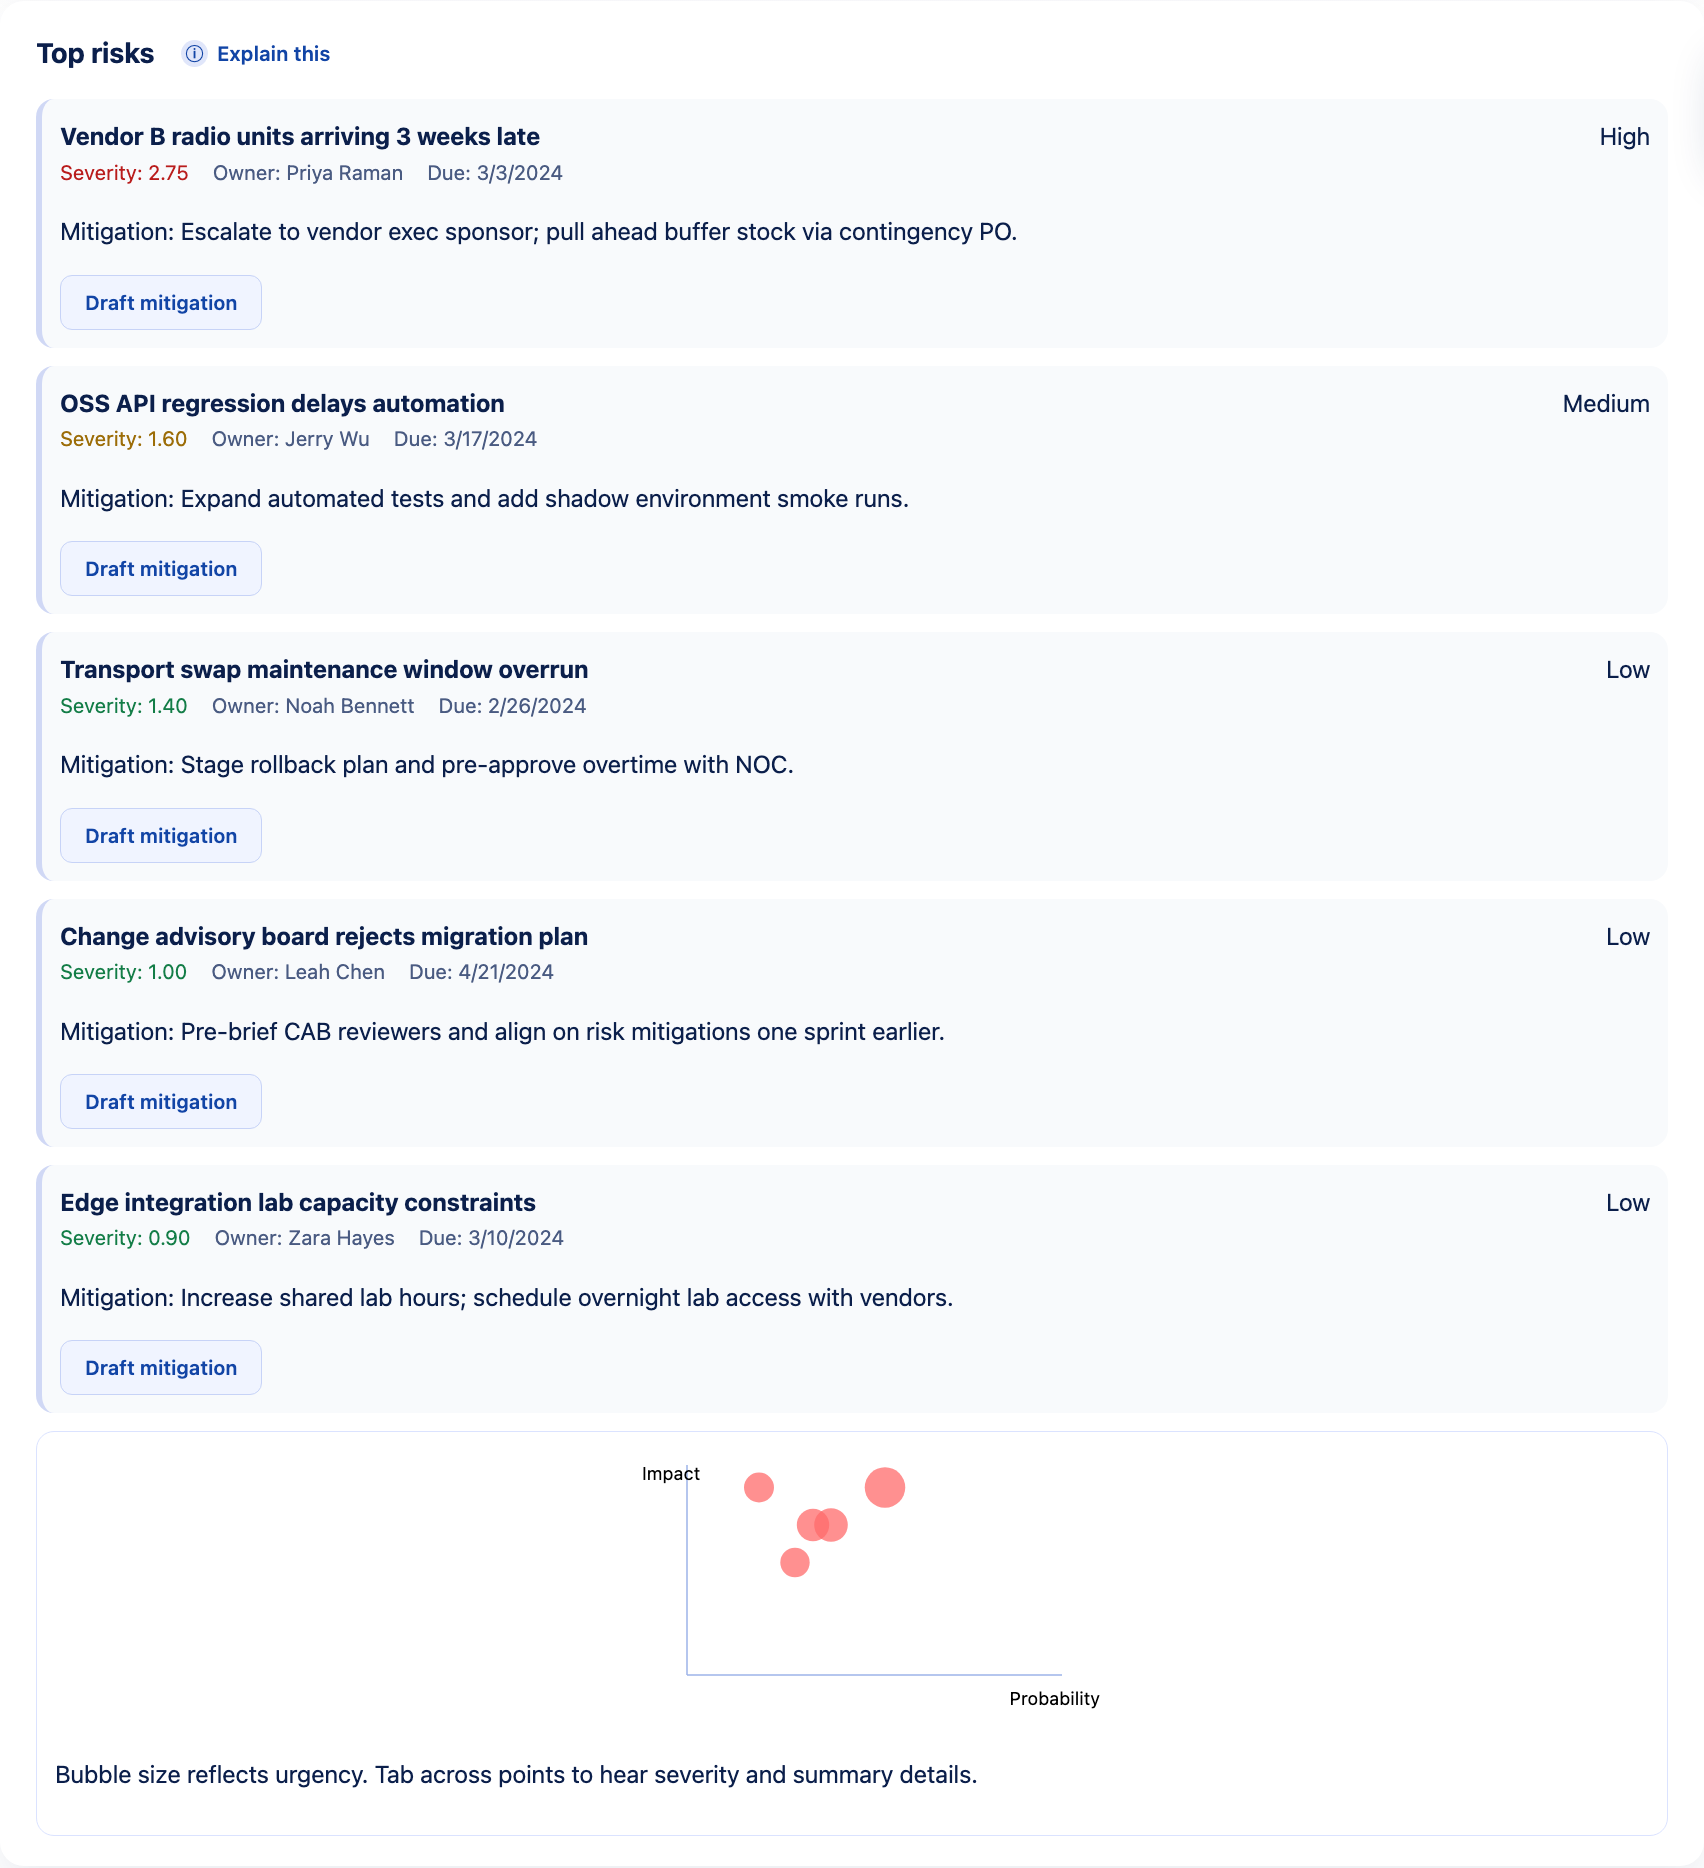 Top risks
Explain this
Vendor B radio units arriving 3 weeks late
High
Severity: 2.75 Owner: Priya Raman Due: 3/3/2024
Mitigation: Escalate to vendor exec sponsor; pull ahead buffer stock via contingency PO.
Draft mitigation
OSS API regression delays automation
Medium
Severity: 1.60 Owner: Jerry Wu Due: 3/17/2024
Mitigation: Expand automated tests and add shadow environment smoke runs.
Draft mitigation
Transport swap maintenance window overrun
Low
Severity: 1.40 Owner: Noah Bennett Due: 2/26/2024
Mitigation: Stage rollback plan and pre-approve overtime with NOC.
Draft mitigation
Change advisory board rejects migration plan
Low
Severity: 1.00 Owner: Leah Chen Due: 4/21/2024
Mitigation: Pre-brief CAB reviewers and align on risk mitigations one sprint earlier.
Draft mitigation
Edge integration lab capacity constraints
Low
Severity: 0.90 Owner: Zara Hayes Due: 3/10/2024
Mitigation: Increase shared lab hours; schedule overnight lab access with vendors.
Draft mitigation
Impact
Probability
Bubble size reflects urgency. Tab across points to hear severity and summary details.